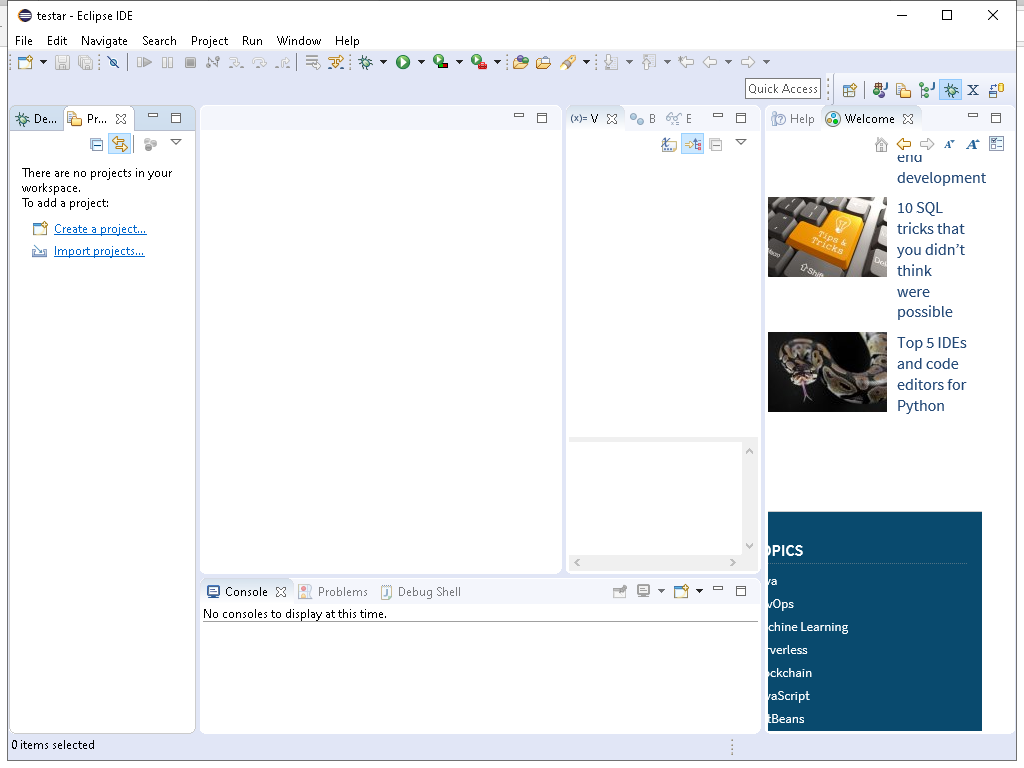 testar - Eclipse IDE
File Edit Navigate Search Project Run Window Help
Quick Access
De...
Pr...
(x)= V
B
E
Help
Welcome
There are no projects in your
workspace.
To add a project:
Create a project...
Import projects...
end
development
10 SQL
tricks that
you didn’t
think
were
possible
Tips &
Tricks
Shift
Top 5 IDEs
and code
editors for
Python
OPICS
va
vOps
chine Learning
rverless
ockchain
vaScript
tBeans
Console
Problems
Debug Shell
No consoles to display at this time.
0 items selected